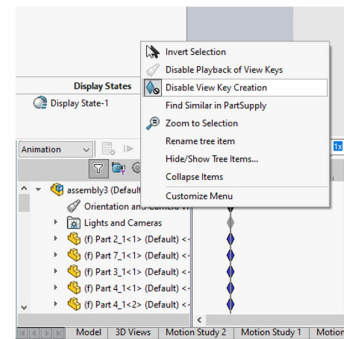 Invert Selection
Disable Playback of View Keys
Display States
Disable View Key Creation
Display State-1
Find Similar in PartSupply
Zoom to Selection
Rename tree item
Animation
1x
Hide/Show Tree Items...
Collapse Items
assembly3 (Default
Customize Menu
Orientation and Camera Vi
Lights and Cameras
(f) Part 2_1<1> (Default) <
(f) Part 7_1<1> (Default) <
(f) Part 3_1<1> (Default) <
(f) Part 4_1<1> (Default) <
(f) Part 4_1<2> (Default) <
Model 3D Views Motion Study 2 Motion Study 1 Motion